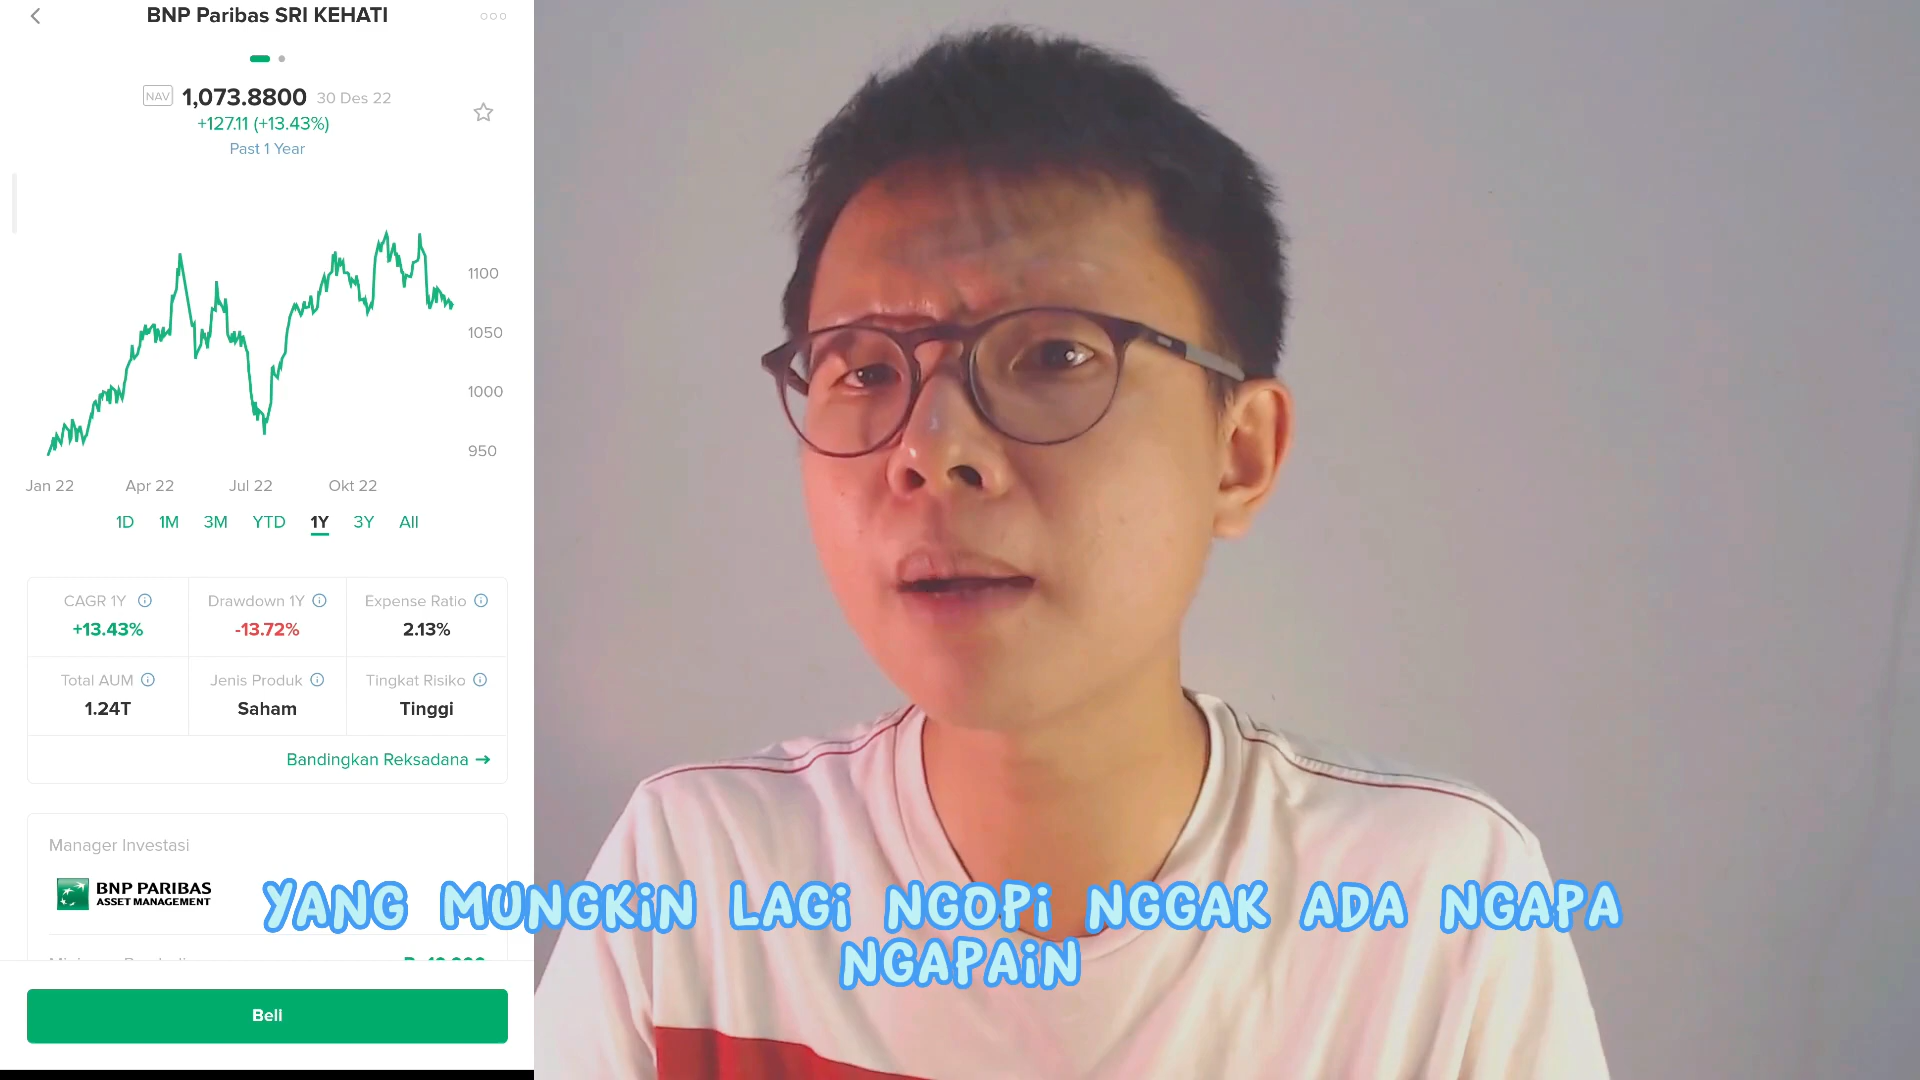 BNP Paribas SRI KEHATI
NAV 1,073.8800 30 Des 22
+127.11 (+13.43%)
Past 1 Year
1100
1050
1000
950
Jan 22 Apr 22 Jul 22 Okt 22
1D 1M 3M YTD 1Y 3Y All
CAGR 1Y Drawdown 1Y Expense Ratio
+13.43% -13.72% 2.13%
Total AUM Jenis Produk Tingkat Risiko
1.24T Saham Tinggi
Bandingkan Reksadana →
Manager Investasi
BNP PARIBAS
ASSET MANAGEMENT
YANG MUNGKIN LAGI NGOPI NGGAK ADA NGAPA
NGAPAIN
Beli